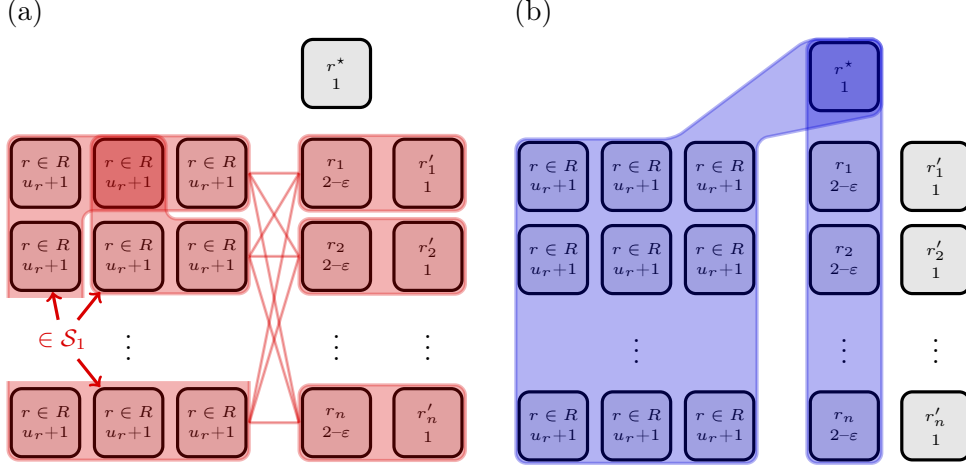 (a)
(b)
r⋆
1
r⋆
1
r ∈ R
u_r+1
r ∈ R
u_r+1
r ∈ R
u_r+1
r_1
2−ε
r′_1
1
r ∈ R
u_r+1
r ∈ R
u_r+1
r ∈ R
u_r+1
r_1
2−ε
r′_1
1
r ∈ R
u_r+1
r ∈ R
u_r+1
r ∈ R
u_r+1
r_2
2−ε
r′_2
1
r ∈ R
u_r+1
r ∈ R
u_r+1
r ∈ R
u_r+1
r_2
2−ε
r′_2
1
∈ 𝒮_1
⋮
⋮
⋮
⋮
⋮
⋮
r ∈ R
u_r+1
r ∈ R
u_r+1
r ∈ R
u_r+1
r_n
2−ε
r′_n
1
r ∈ R
u_r+1
r ∈ R
u_r+1
r ∈ R
u_r+1
r_n
2−ε
r′_n
1